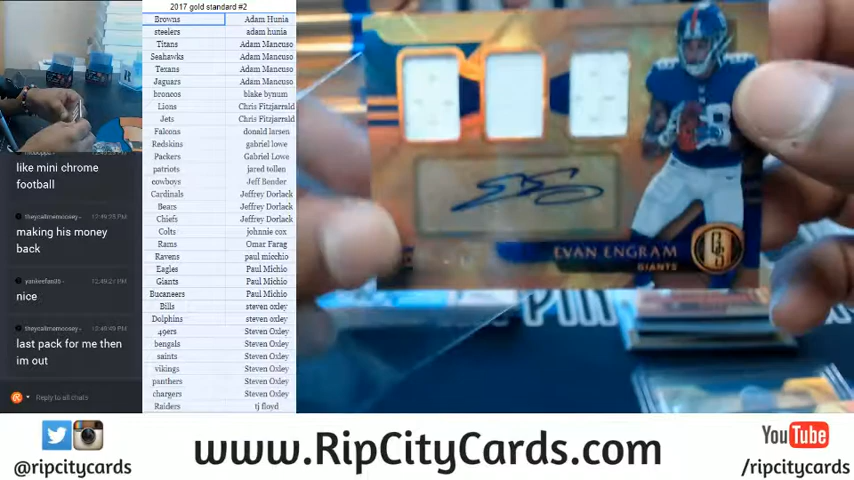 2017 gold standard #2
Browns Adam Hunia
steelers adam hunia
Titans Adam Mancuso
Seahawks Adam Mancuso
Texans Adam Mancuso
Jaguars Adam Mancuso
broncos blake bynum
Lions Chris Fitzjarrald
Jets Chris Fitzjarrald
Falcons donald larsen
Redskins gabriel lowe
Packers Gabriel Lowe
patriots jared tollen
cowboys Jeff Bender
Cardinals Jeffrey Dorlack
Bears Jeffrey Dorlack
Chiefs Jeffrey Dorlack
Colts johnnie cox
Rams Omar Farag
Ravens paul micchio
Eagles Paul Michio
Giants Paul Michio
Bucaneers Paul Michio
Bills steven oxley
Dolphins steven oxley
49ers Steven Oxley
bengals Steven Oxley
saints Steven Oxley
vikings Steven Oxley
panthers Steven Oxley
chargers Steven Oxley
Raiders tj floyd
like mini chrome
football
making his money
back
nice
last pack for me then
im out
Reply to all chats
EVAN ENGRAM
GIANTS
@ripcitycards
www.RipCityCards.com
YouTube
/ripcitycards